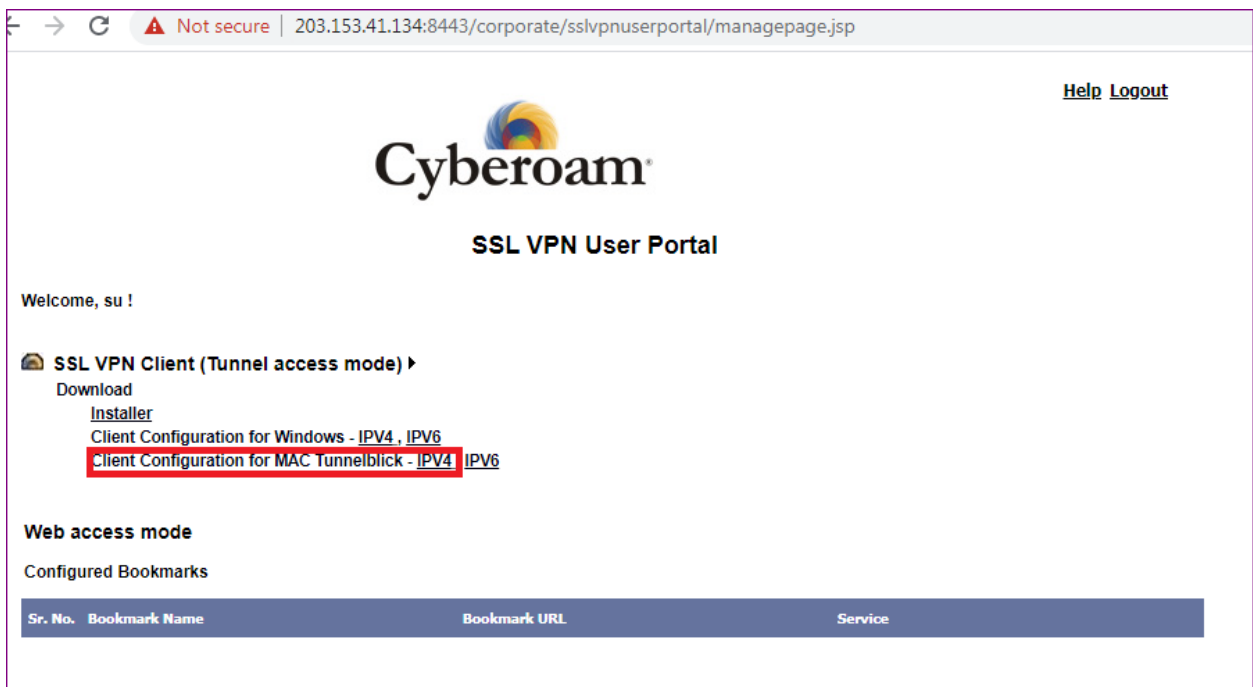 Not secure | 203.153.41.134:8443/corporate/sslvpnuserportal/managepage.jsp
Help Logout
Cyberoam
SSL VPN User Portal
Welcome, su !
SSL VPN Client (Tunnel access mode)
Download
Installer
Client Configuration for Windows - IPV4 , IPV6
Client Configuration for MAC Tunnelblick - IPV4 IPV6
Web access mode
Configured Bookmarks
Sr. No. Bookmark Name Bookmark URL Service